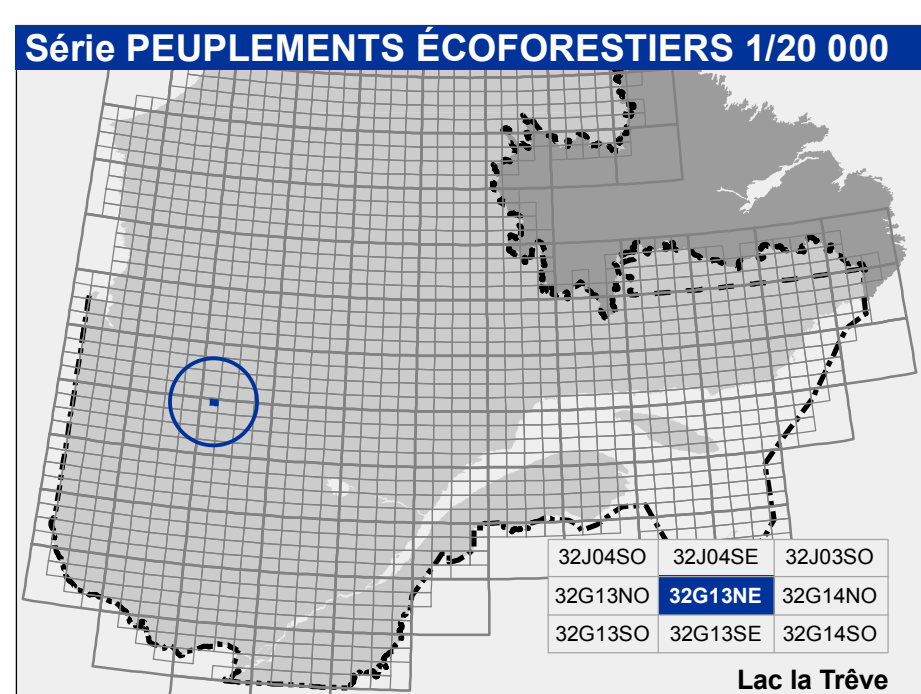 Série PEUPLEMENTS ÉCOFORESTIERS 1/20 000
32J04SO 32J04SE 32J03SO
32G13NO 32G13NE 32G14NO
32G13SO 32G13SE 32G14SO
Lac la Trêve